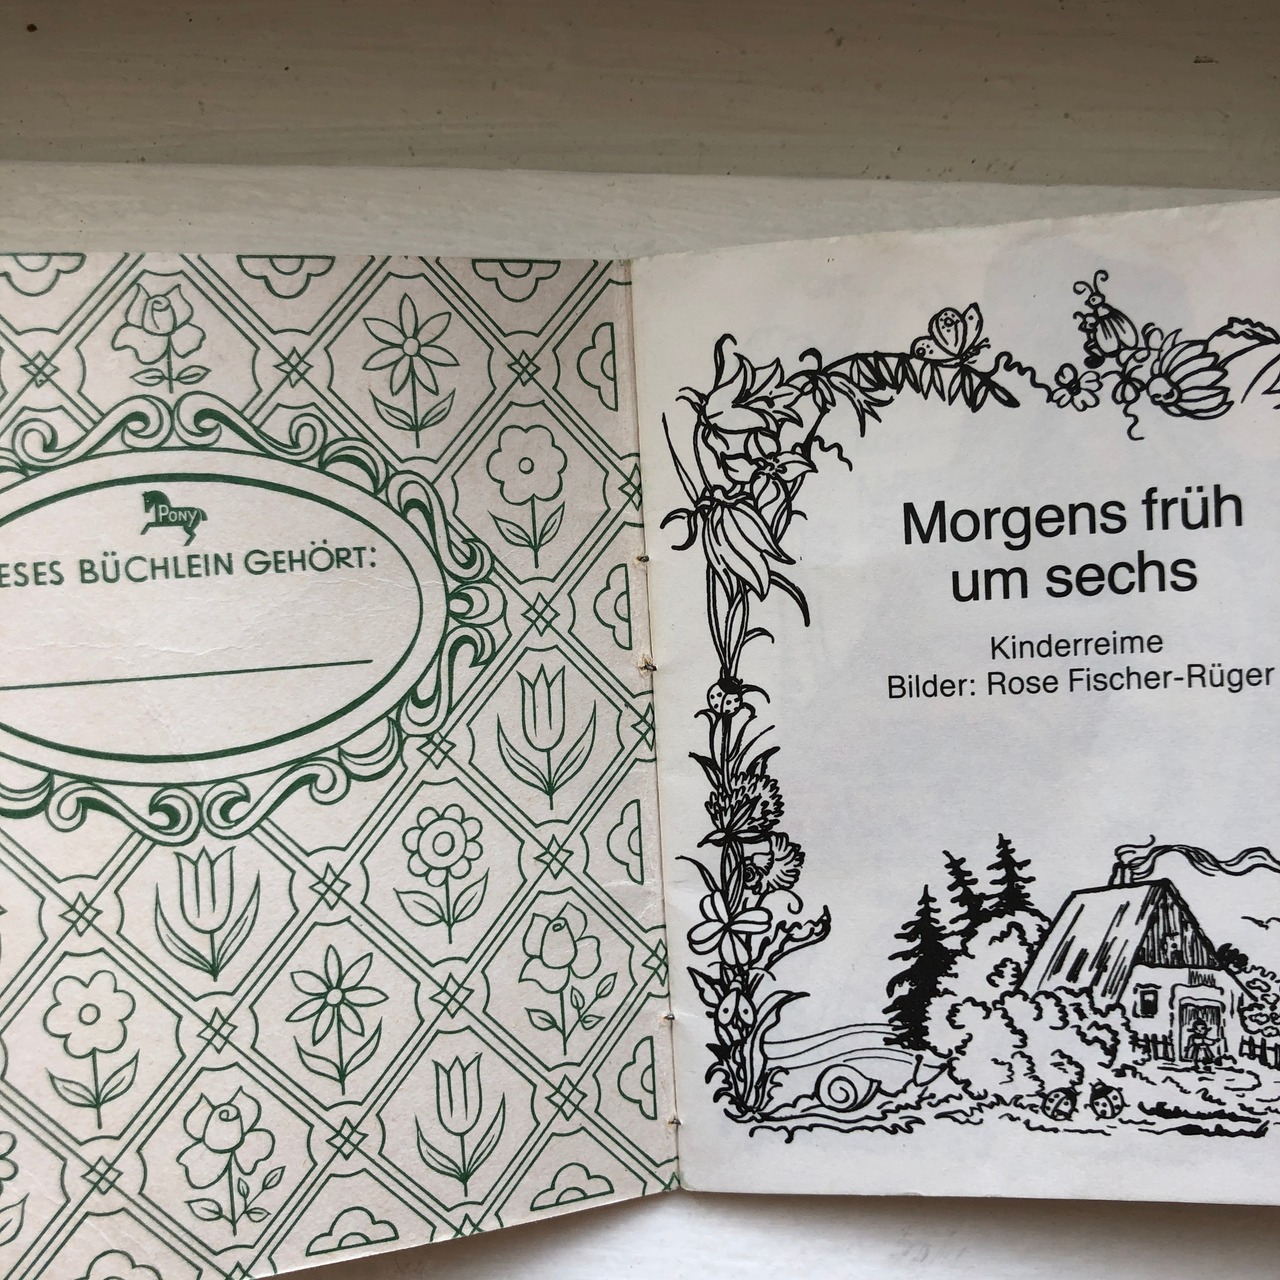 PONY
ESES BÜCHLEIN GEHÖRT:
Morgens früh
um sechs
Kinderreime
Bilder: Rose Fischer-Rüger